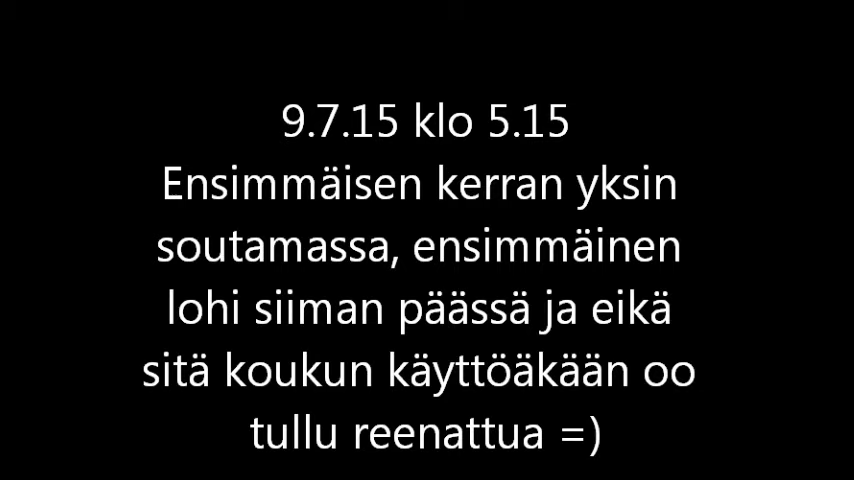 9.7.15 klo 5.15
Ensimmäisen kerran yksin
soutamassa, ensimmäinen
lohi siiman päässä ja eikä
sitä koukun käyttöäkään oo
tullu reenattua =)